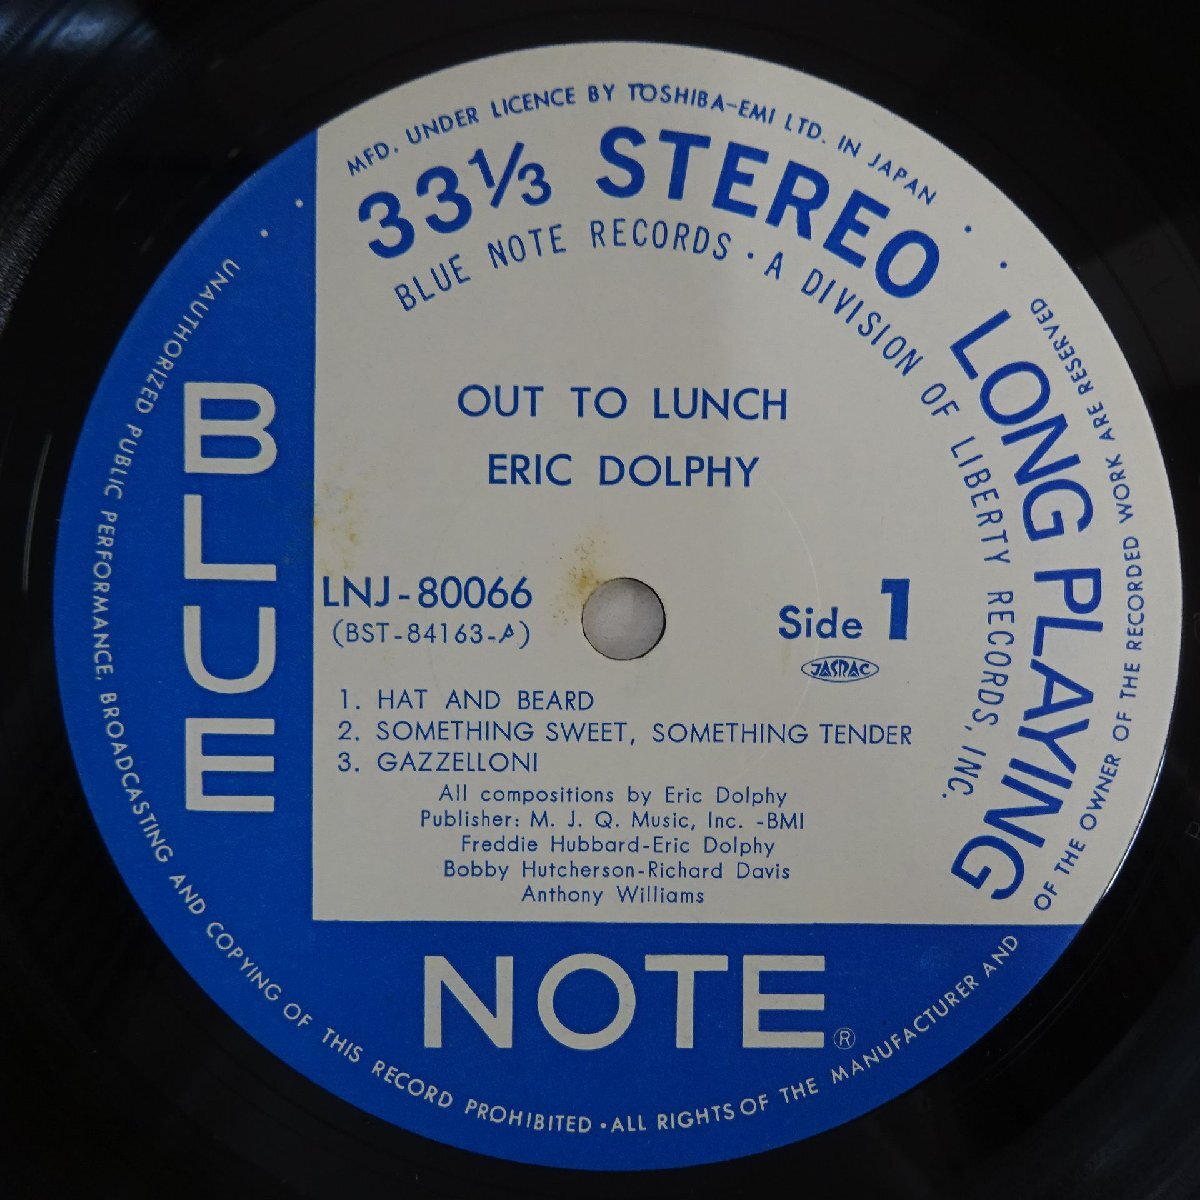 MFD. UNDER LICENCE BY TOSHIBA-EMI LTD. IN JAPAN
33⅓ STEREO LONG PLAYING
BLUE NOTE RECORDS · A DIVISION OF LIBERTY RECORDS, INC.
OUT TO LUNCH
ERIC DOLPHY
LNJ-80066
(BST-84163-A)
Side 1
JASRAC
1. HAT AND BEARD
2. SOMETHING SWEET, SOMETHING TENDER
3. GAZZELLONI
All compositions by Eric Dolphy
Publisher: M. J. Q. Music, Inc. -BMI
Freddie Hubbard-Eric Dolphy
Bobby Hutcherson-Richard Davis
Anthony Williams
BLUE
NOTE®
UNAUTHORIZED PUBLIC PERFORMANCE, BROADCASTING AND COPYING OF THIS RECORD PROHIBITED · ALL RIGHTS OF THE MANUFACTURER AND OF THE OWNER OF THE RECORDED WORK ARE RESERVED